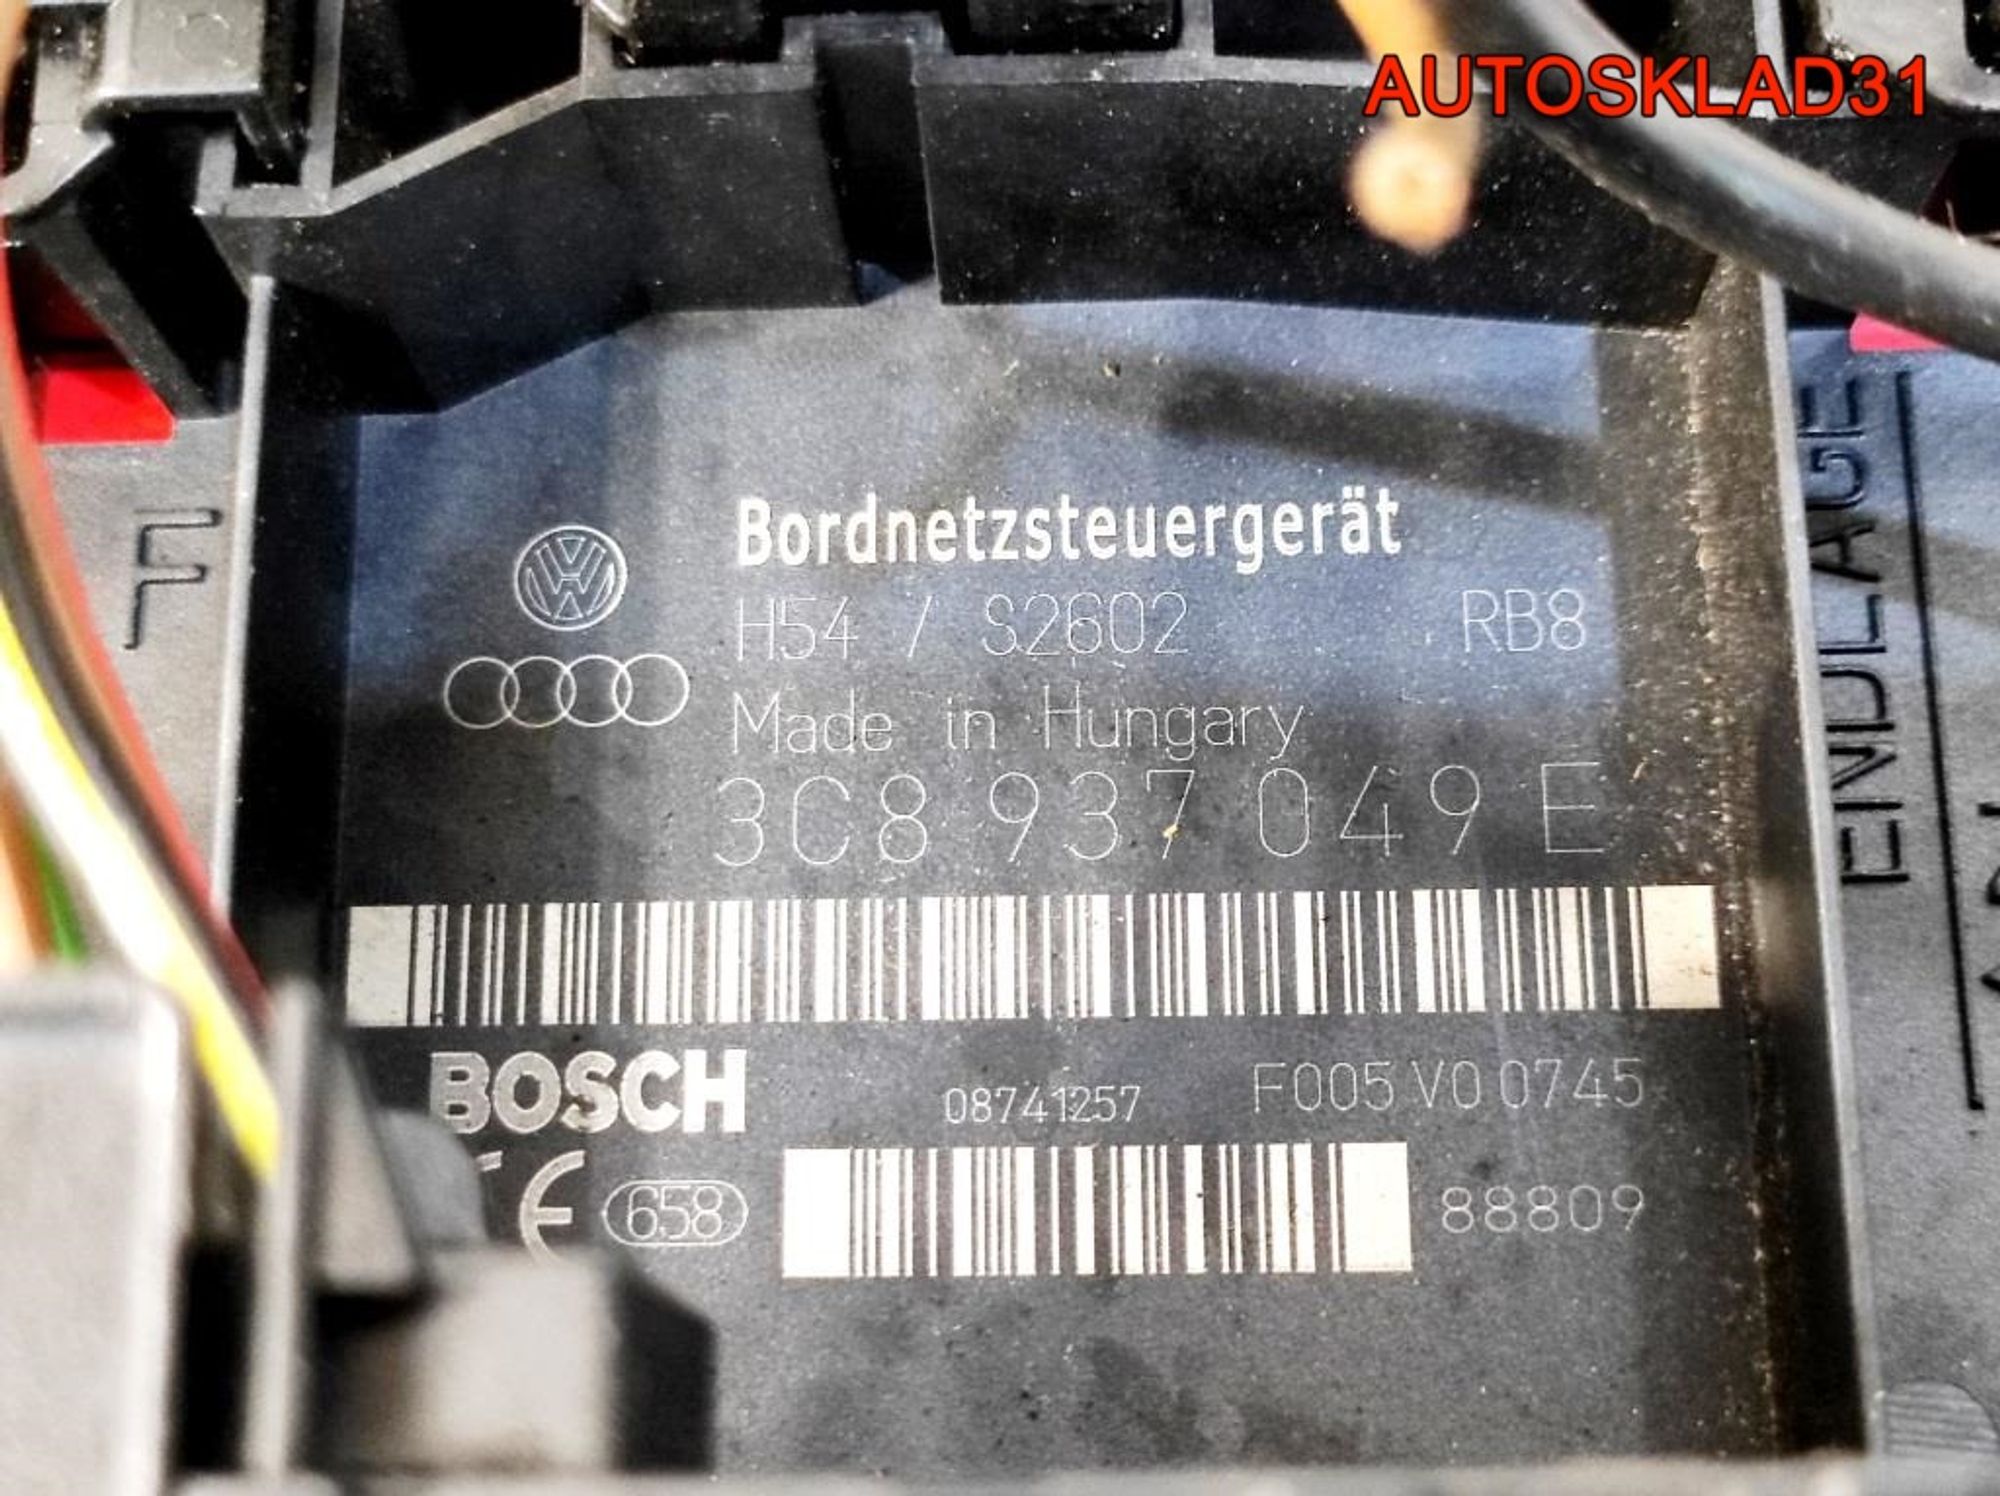 AUTOSKLAD31
F
ENDLAGE
Bordnetzsteuergerät
H54 / S2602 RB8
Made in Hungary
3C8 937 049 E
BOSCH 08741257 F005 V0 0745
CE 658 88809